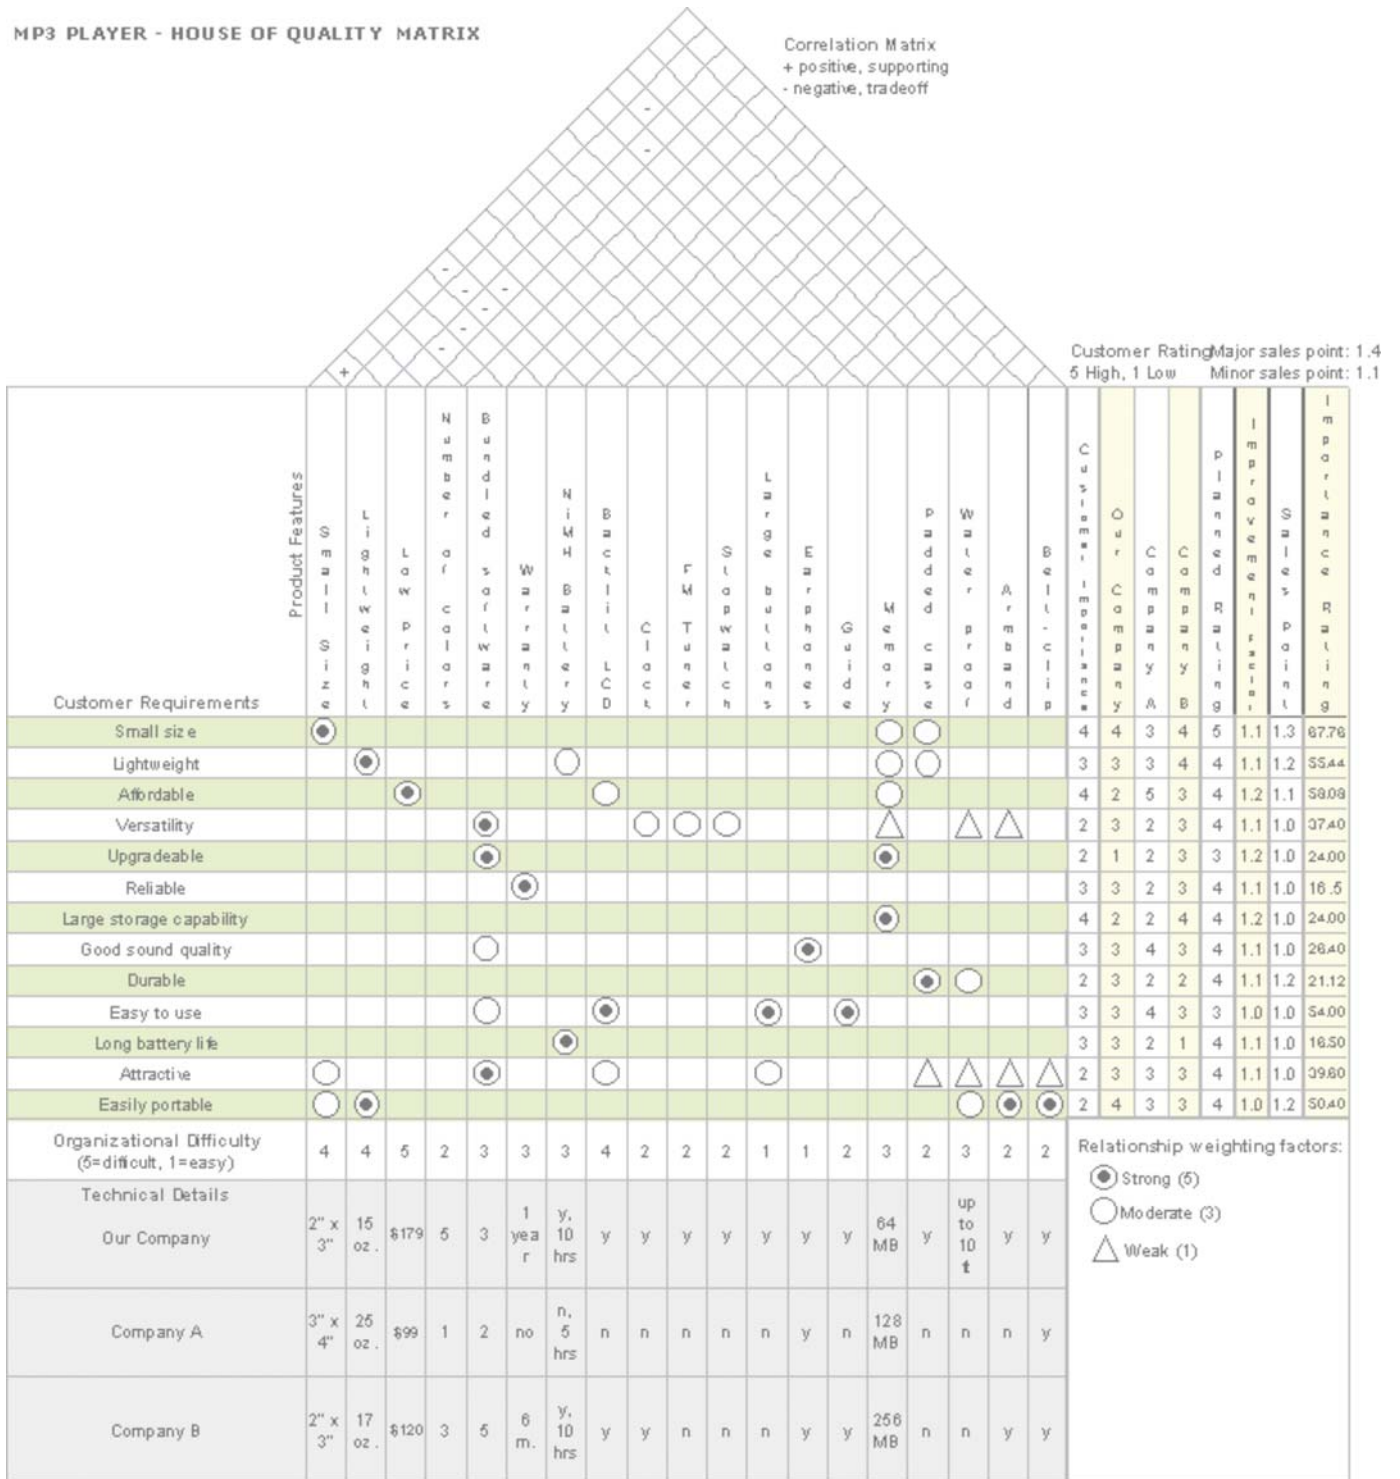 MP3 PLAYER - HOUSE OF QUALITY MATRIX
Correlation Matrix
+ positive, supporting
- negative, tradeoff
-
-
-
-
-
-
-
-
+
Customer Rating Major sales point: 1.4
5 High, 1 Low Minor sales point: 1.1
Product Features
Small Size
Lightweight
Low Price
Number of colors
Bundled software
Warranty
NiMH Battery
Backlit LCD
Clock
FM Tuner
Stopwatch
Large buttons
Earphones
Guide
Memory
Padded case
Water proof
Armband
Belt-clip
Customer Importance
Our Company
Company A
Company B
Planned Rating
Improvement factor
Sales Point
Importance Rating
Customer Requirements
Small size 4 4 3 4 5 1.1 1.3 67.76
Lightweight 3 3 3 4 4 1.1 1.2 55.44
Affordable 4 2 5 3 4 1.2 1.1 58.08
Versatility 2 3 2 3 4 1.1 1.0 37.40
Upgradeable 2 1 2 3 3 1.2 1.0 24.00
Reliable 3 3 2 3 4 1.1 1.0 16.5
Large storage capability 4 2 2 4 4 1.2 1.0 24.00
Good sound quality 3 3 4 3 4 1.1 1.0 26.40
Durable 2 3 2 2 4 1.1 1.2 21.12
Easy to use 3 3 4 3 3 1.0 1.0 54.00
Long battery life 3 3 2 1 4 1.1 1.0 16.50
Attractive 2 3 3 3 4 1.1 1.0 39.60
Easily portable 2 4 3 3 4 1.0 1.2 50.40
Organizational Difficulty
(5=difficult, 1=easy) 4 4 5 2 3 3 3 4 2 2 2 1 1 2 3 2 3 2 2
Relationship weighting factors:
Strong (5)
Moderate (3)
Weak (1)
Technical Details
Our Company 2" x 3" 15 oz. $179 5 3 1 year y, 10 hrs y y y y y y y 64 MB y up to 10 t y y
Company A 3" x 4" 25 oz. $99 1 2 no n, 5 hrs n n n n n y n 128 MB n n n y
Company B 2" x 3" 17 oz. $120 3 5 6 m. y, 10 hrs y y n n n y y 256 MB n n y y